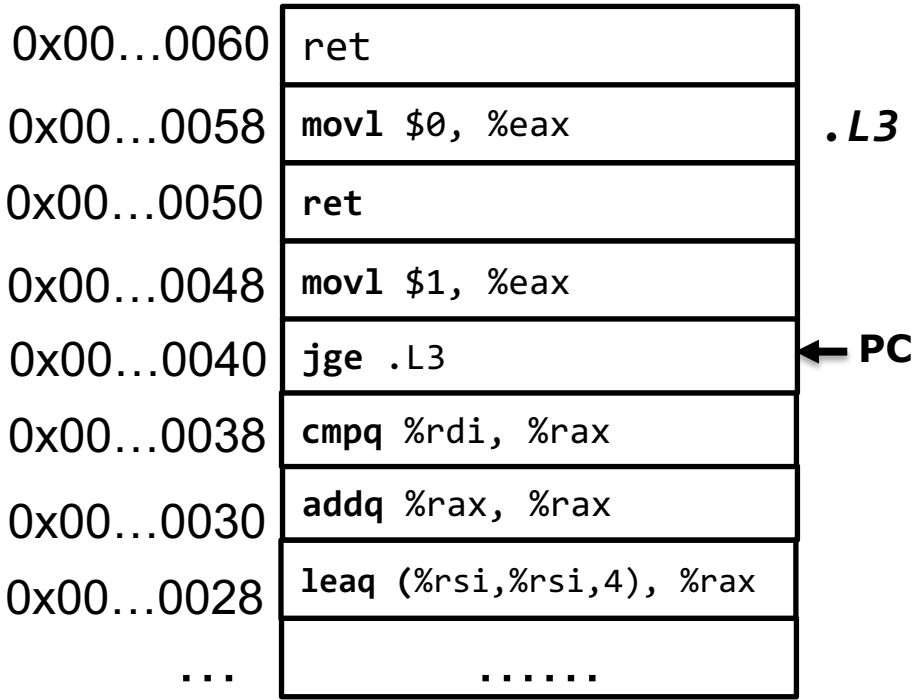 0x00…0060 ret
0x00…0058 movl $0, %eax .L3
0x00…0050 ret
0x00…0048 movl $1, %eax
0x00…0040 jge .L3 PC
0x00…0038 cmpq %rdi, %rax
0x00…0030 addq %rax, %rax
0x00…0028 leaq (%rsi,%rsi,4), %rax
... ......